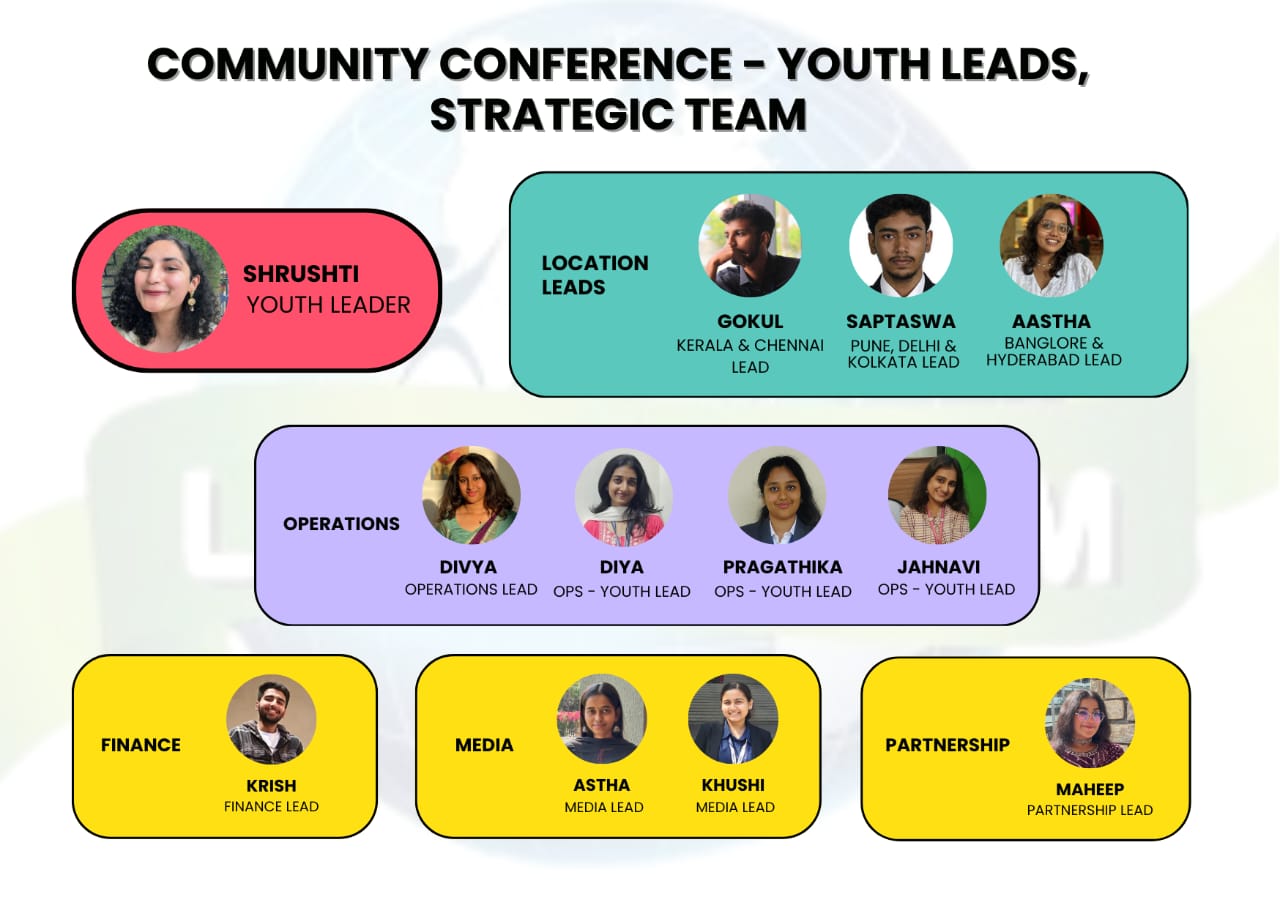 COMMUNITY CONFERENCE - YOUTH LEADS,
STRATEGIC TEAM
SHRUSHTI
YOUTH LEADER
LOCATION
LEADS
GOKUL
KERALA & CHENNAI
LEAD
SAPTASWA
PUNE, DELHI &
KOLKATA LEAD
AASTHA
BANGLORE &
HYDERABAD LEAD
OPERATIONS
DIVYA
OPERATIONS LEAD
DIYA
OPS - YOUTH LEAD
PRAGATHIKA
OPS - YOUTH LEAD
JAHNAVI
OPS - YOUTH LEAD
FINANCE
KRISH
FINANCE LEAD
MEDIA
ASTHA
MEDIA LEAD
KHUSHI
MEDIA LEAD
PARTNERSHIP
MAHEEP
PARTNERSHIP LEAD